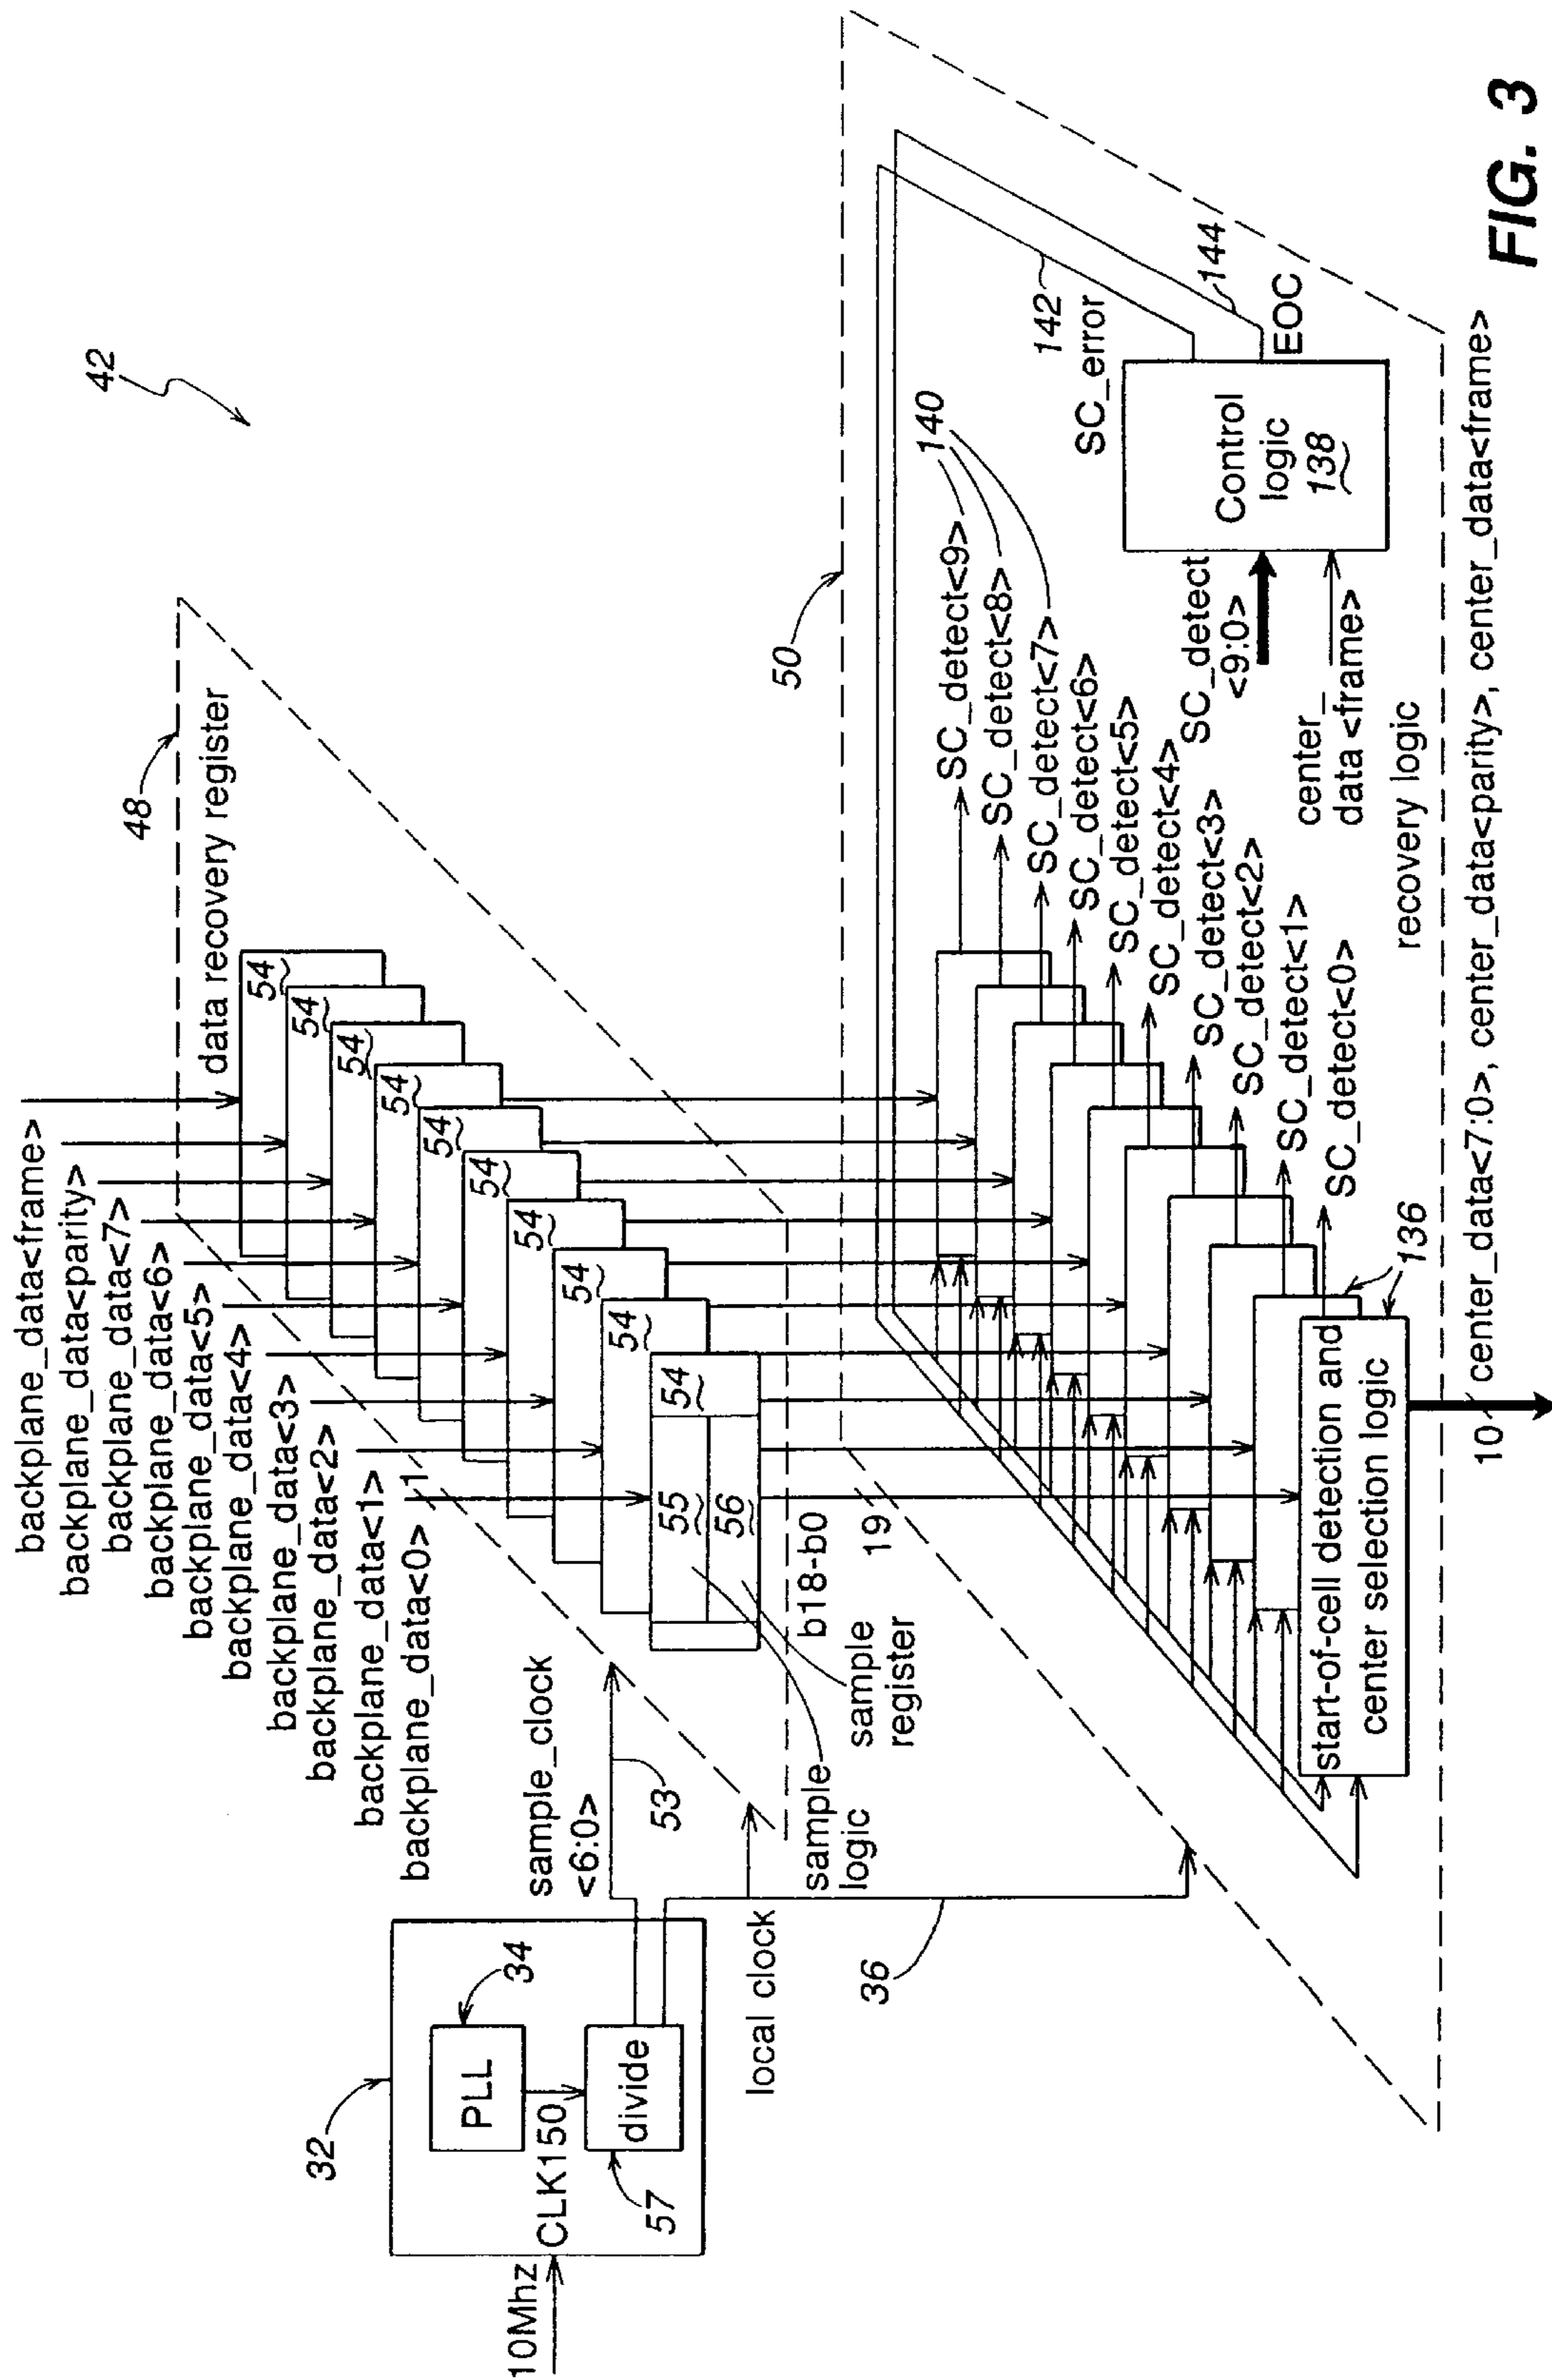 42
48
data recovery register
backplane_data<frame>
backplane_data<parity>
backplane_data<7>
backplane_data<6>
backplane_data<5>
backplane_data<4>
backplane_data<3>
backplane_data<2>
backplane_data<1>
backplane_data<0>
1
54
54
54
54
54
54
54
54
54
54
55
56
b18-b0
19
sample
register
sample
logic
sample_clock
<6:0>
53
32
34
PLL
CLK150
divide
57
10Mhz
local clock
36
50
140
SC_detect<9>
SC_detect<8>
SC_detect<7>
SC_detect<6>
SC_detect<5>
SC_detect<4>
SC_detect<3>
SC_detect<2>
SC_detect<1>
SC_detect<0>
136
start-of-cell detection and
center selection logic
142
SC_error
144
EOC
Control
logic
138
SC_detect
<9:0>
center_
data <frame>
recovery logic
10
center_data<7:0>, center_data<parity>, center_data<frame>
FIG. 3